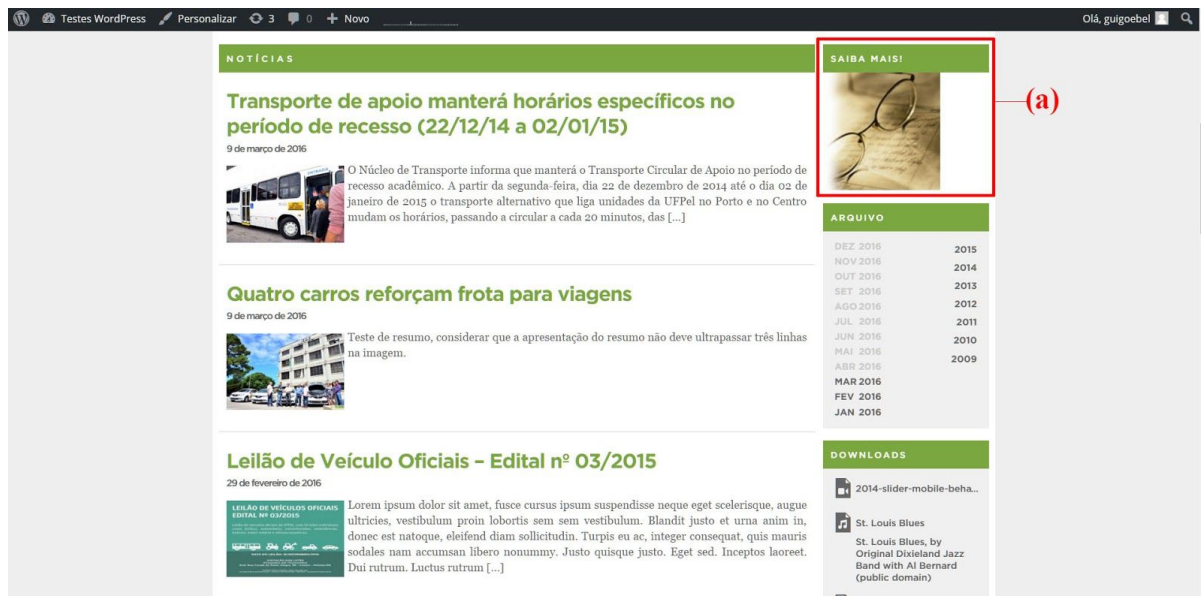 Testes WordPress Personalizar 3 0 Novo Olá, guigoebel
NOTÍCIAS
Transporte de apoio manterá horários específicos no
período de recesso (22/12/14 a 02/01/15)
9 de março de 2016
O Núcleo de Transporte informa que manterá o Transporte Circular de Apoio no período de
recesso acadêmico. A partir da segunda-feira, dia 22 de dezembro de 2014 até o dia 02 de
janeiro de 2015 o transporte alternativo que liga unidades da UFPel no Porto e no Centro
mudam os horários, passando a circular a cada 20 minutos, das [...]
Quatro carros reforçam frota para viagens
9 de março de 2016
Teste de resumo, considerar que a apresentação do resumo não deve ultrapassar três linhas
na imagem.
Leilão de Veículo Oficiais – Edital nº 03/2015
29 de fevereiro de 2016
LEILÃO DE VEÍCULOS OFICIAIS
EDITAL Nº 03/2015
Lorem ipsum dolor sit amet, fusce cursus ipsum suspendisse neque eget scelerisque, augue
ultricies, vestibulum proin lobortis sem sem vestibulum. Blandit justo et urna anim in,
donec est natoque, eleifend diam sollicitudin. Turpis eu ac, integer consequat, quis mauris
sodales nam accumsan libero nonummy. Justo quisque justo. Eget sed. Inceptos laoreet.
Dui rutrum. Luctus rutrum [...]
SAIBA MAIS!
(a)
ARQUIVO
DEZ 2016
NOV 2016
OUT 2016
SET 2016
AGO 2016
JUL 2016
JUN 2016
MAI 2016
ABR 2016
MAR 2016
FEV 2016
JAN 2016
2015
2014
2013
2012
2011
2010
2009
DOWNLOADS
2014-slider-mobile-beha...
St. Louis Blues
St. Louis Blues, by
Original Dixieland Jazz
Band with Al Bernard
(public domain)